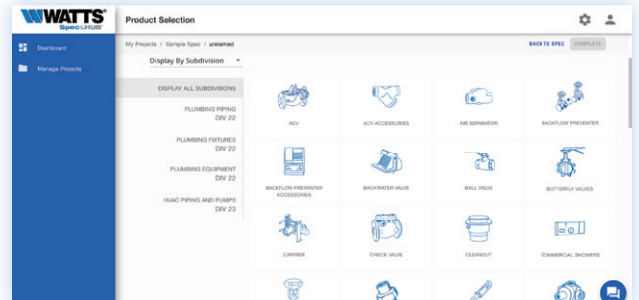 WATTS®
SpecHUB®
Product Selection
Dashboard
Manage Projects
My Projects / Sample Spec / unnamed
BACK TO SPEC
COMPLETE
Display By Subdivision
DISPLAY ALL SUBDIVISIONS
PLUMBING PIPING
DIV 22
PLUMBING FIXTURES
DIV 22
PLUMBING EQUIPMENT
DIV 22
HVAC PIPING AND PUMPS
DIV 23
ACV
ACV ACCESSORIES
AIR SEPARATOR
BACKFLOW PREVENTER
BACKFLOW PREVENTER
ACCESSORIES
BACKWATER VALVE
BALL VALVE
BUTTERFLY VALVES
CARRIER
CHECK VALVE
CLEANOUT
COMMERCIAL SHOWERS